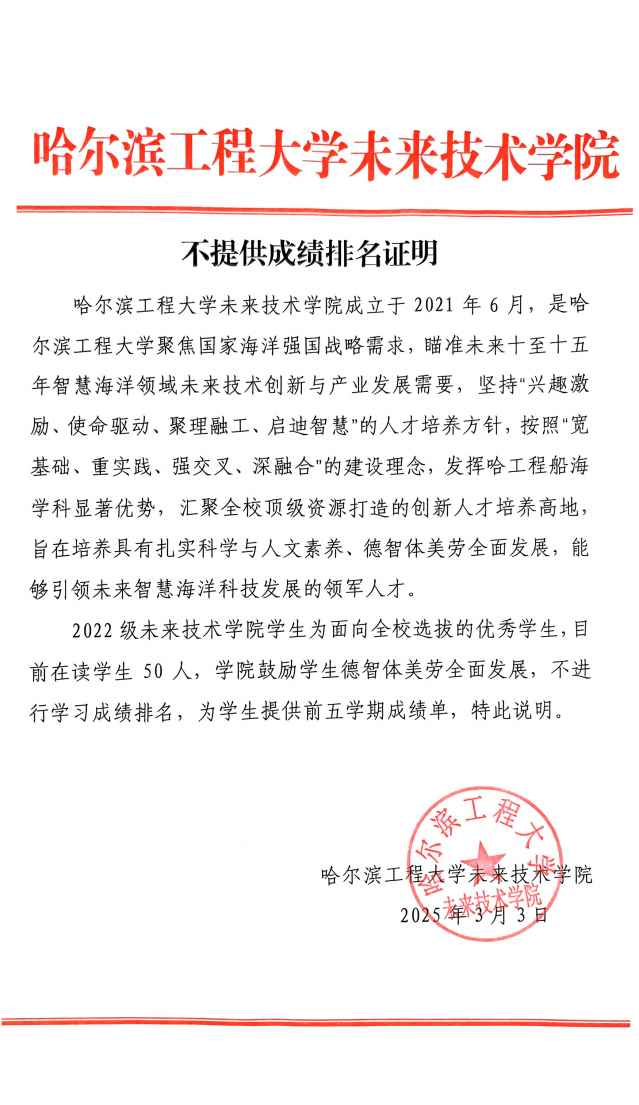 哈尔滨工程大学未来技术学院
不提供成绩排名证明
哈尔滨工程大学未来技术学院成立于 2021 年 6 月，是哈
尔滨工程大学聚焦国家海洋强国战略需求，瞄准未来十至十五
年智慧海洋领域未来技术创新与产业发展需要，坚持“兴趣激
励、使命驱动、聚理融工、启迪智慧”的人才培养方针，按照“宽
基础、重实践、强交叉、深融合”的建设理念，发挥哈工程船海
学科显著优势，汇聚全校顶级资源打造的创新人才培养高地，
旨在培养具有扎实科学与人文素养、德智体美劳全面发展，能
够引领未来智慧海洋科技发展的领军人才。
2022 级未来技术学院学生为面向全校选拔的优秀学生，目
前在读学生 50 人，学院鼓励学生德智体美劳全面发展，不进
行学习成绩排名，为学生提供前五学期成绩单，特此说明。
哈尔滨工程大学
哈尔滨工程大学未来技术学院
未来技术学院
2025 年 3 月 3 日